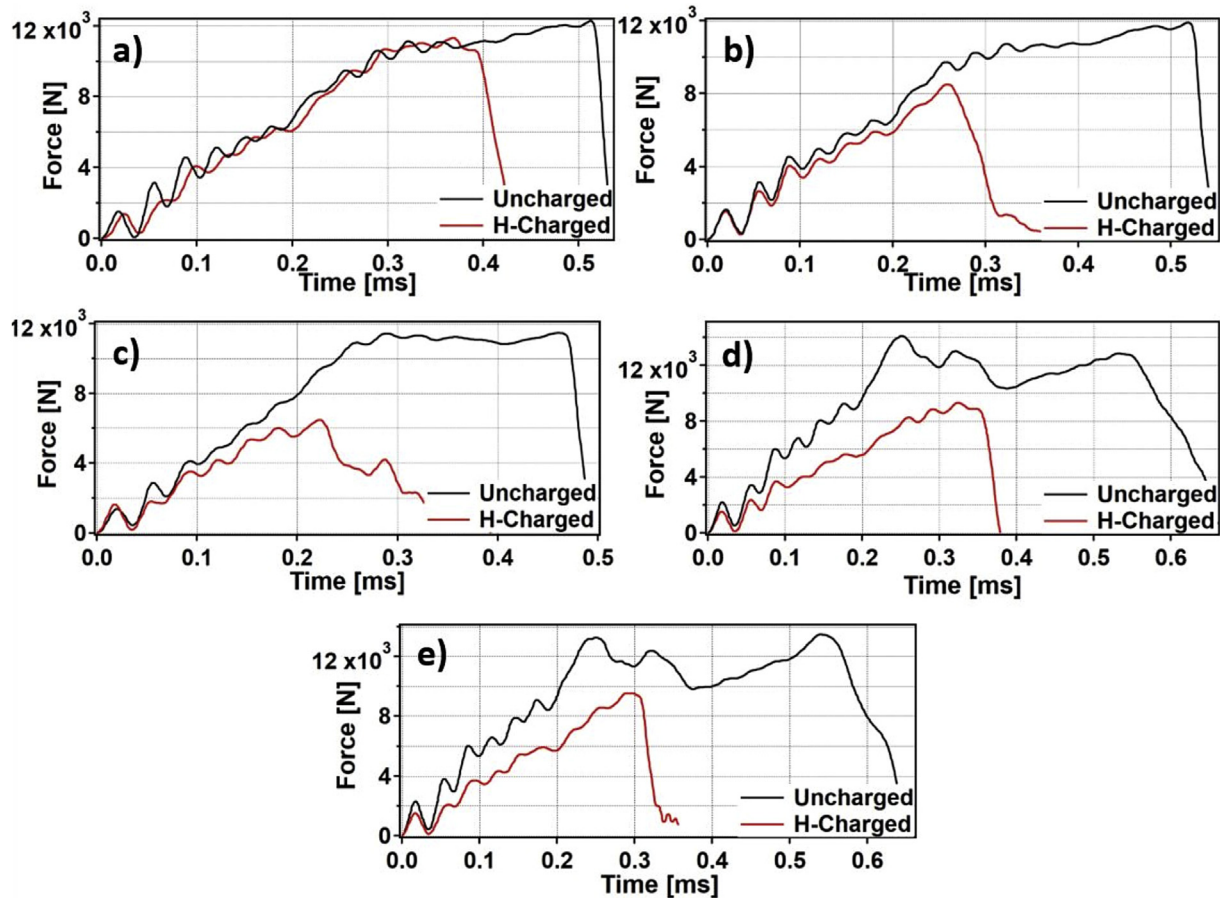 a)
12 x10³
8
4
0
Force [N]
Uncharged
H-Charged
0.0 0.1 0.2 0.3 0.4 0.5
Time [ms]
b)
12 x10³
8
4
0
Force [N]
Uncharged
H-Charged
0.0 0.1 0.2 0.3 0.4 0.5
Time [ms]
c)
12 x10³
8
4
0
Force [N]
Uncharged
H-Charged
0.0 0.1 0.2 0.3 0.4 0.5
Time [ms]
d)
12 x10³
8
4
0
Force [N]
Uncharged
H-Charged
0.0 0.1 0.2 0.3 0.4 0.5 0.6
Time [ms]
e)
12 x10³
8
4
0
Force [N]
Uncharged
H-Charged
0.0 0.1 0.2 0.3 0.4 0.5 0.6
Time [ms]